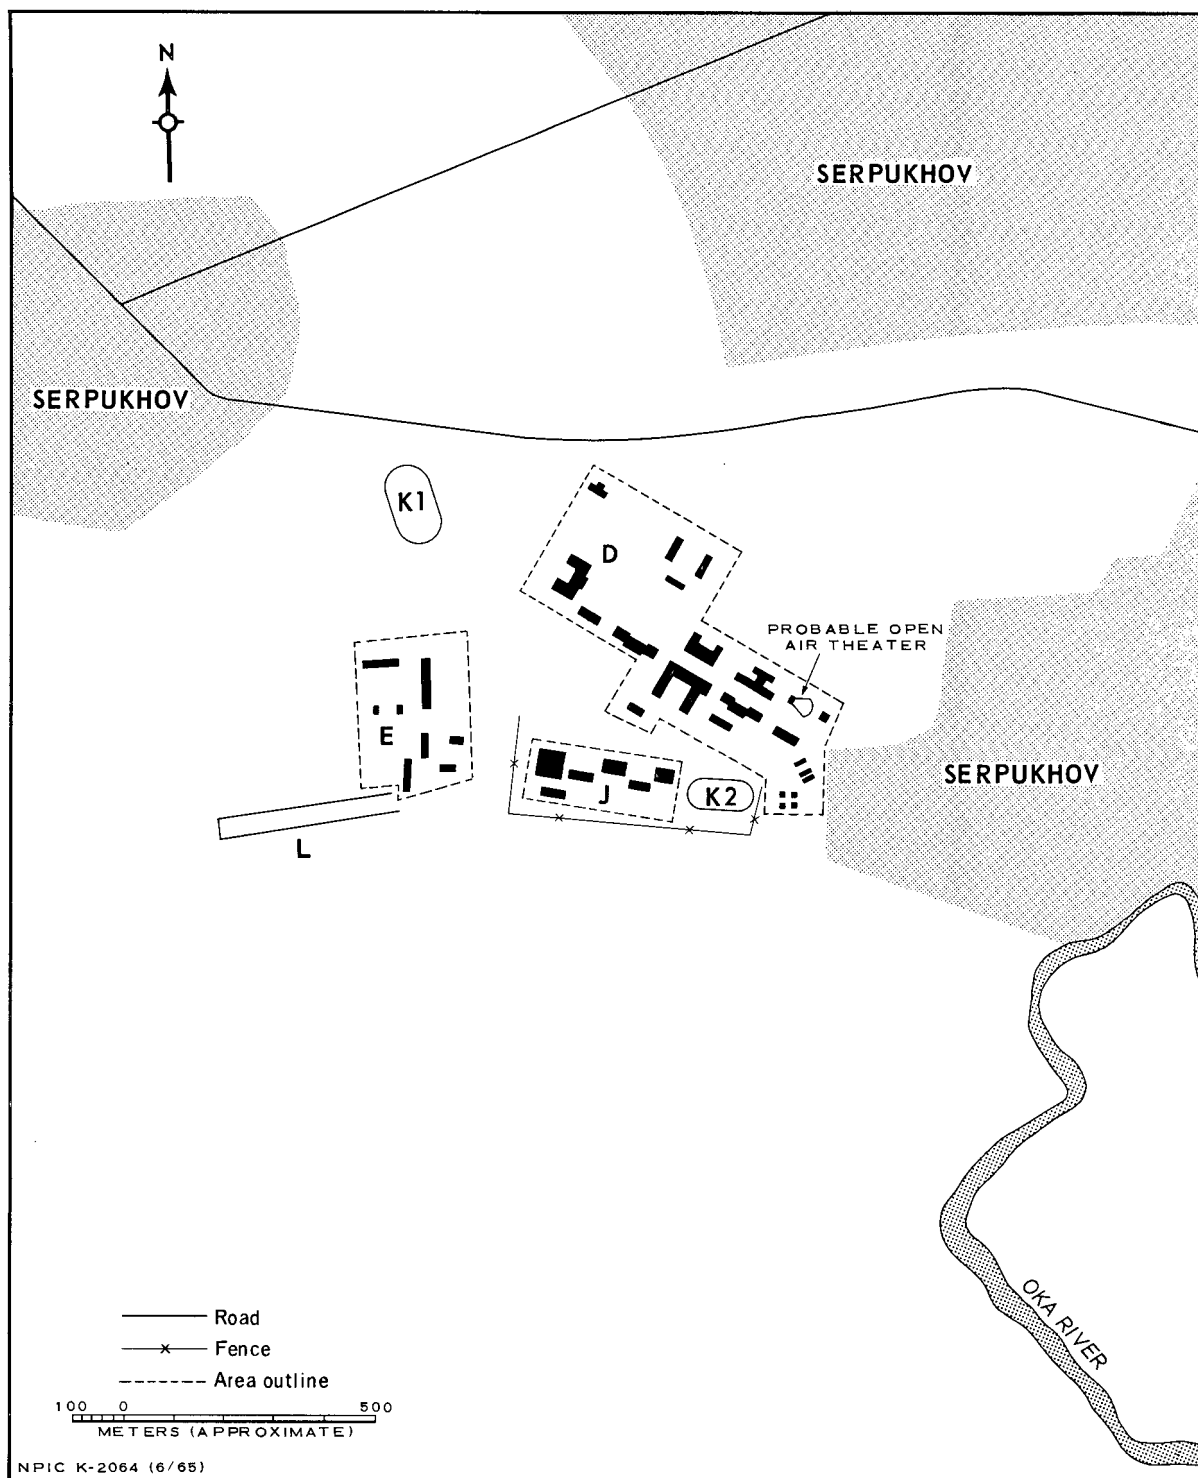 N
SERPUKHOV
SERPUKHOV
K1
D
PROBABLE OPEN
AIR THEATER
E
J
K2
SERPUKHOV
L
OKA RIVER
Road
Fence
Area outline
100 0 500
METERS (APPROXIMATE)
NPIC K-2064 (6/65)